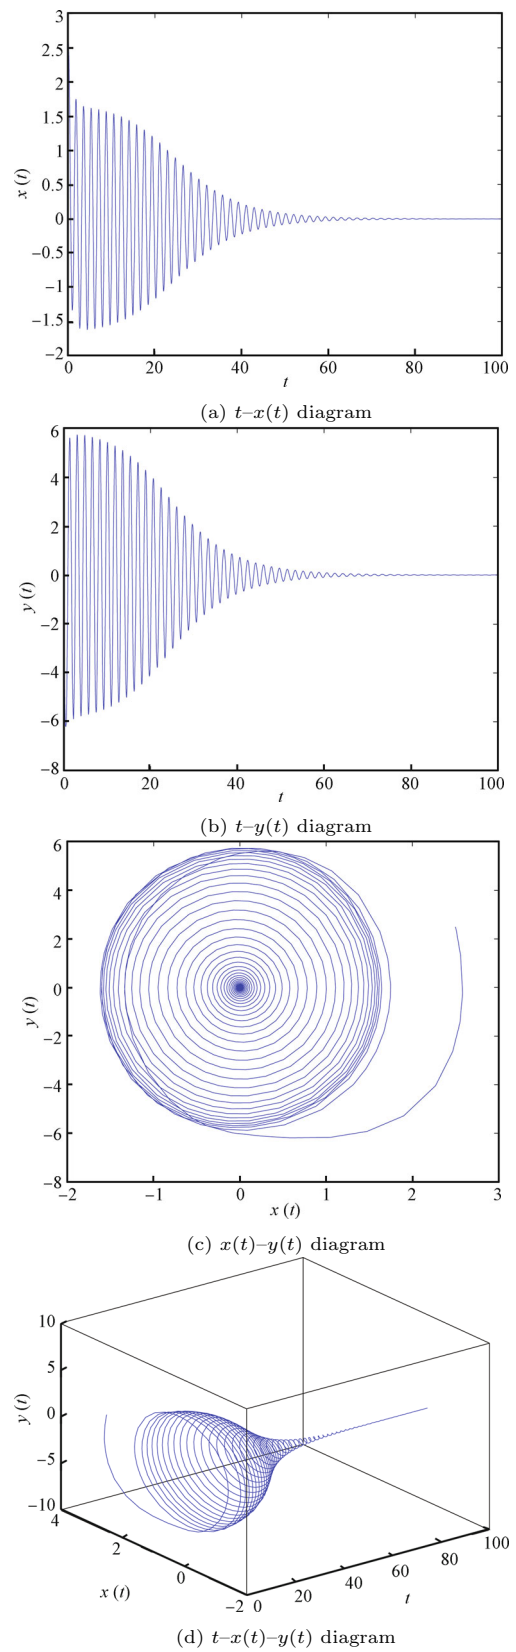 3
2.5
2
1.5
1
0.5
0
−0.5
−1
−1.5
−2
x (t)
0 20 40 60 80 100
t
(a) t–x(t) diagram
6
4
2
0
−2
−4
−6
−8
y (t)
0 20 40 60 80 100
t
(b) t–y(t) diagram
6
4
2
0
−2
−4
−6
−8
y (t)
−2 −1 0 1 2 3
x (t)
(c) x(t)–y(t) diagram
10
5
0
−5
−10
y (t)
4
2
0
−2
x (t)
0 20 40 60 80 100
t
(d) t–x(t)–y(t) diagram